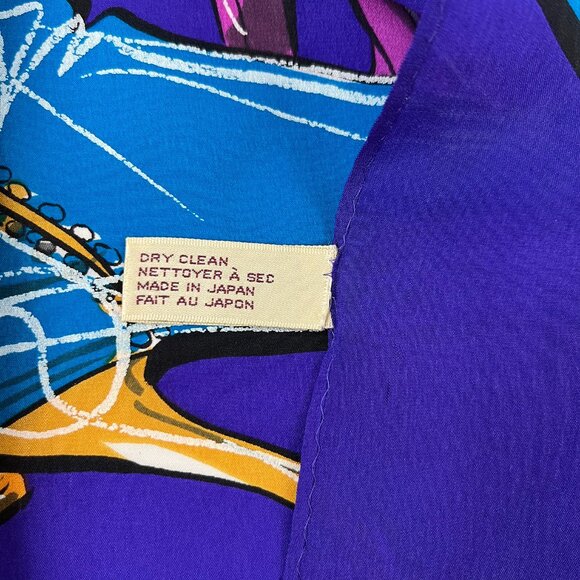 DRY CLEAN
NETTOYER À SEC
MADE IN JAPAN
FAIT AU JAPON